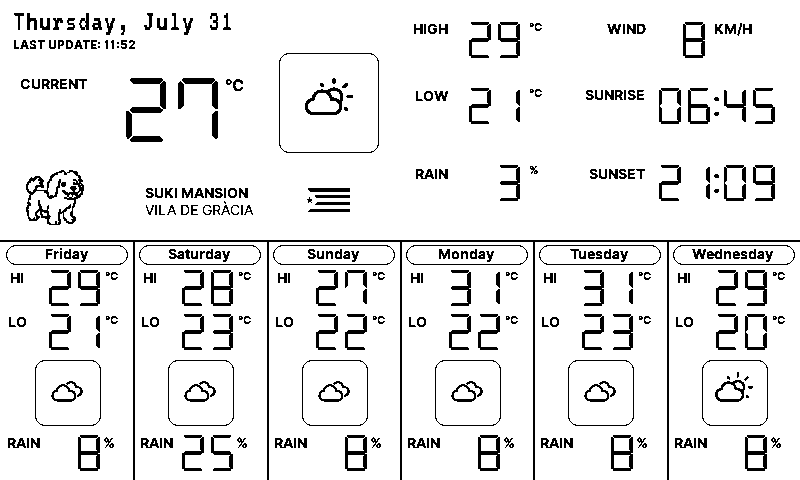 Thursday, July 31
LAST UPDATE: 11:52
CURRENT 27 °C
HIGH 29 °C
WIND 8 KM/H
LOW 21 °C
SUNRISE 06:45
RAIN 3 %
SUNSET 21:09
SUKI MANSION
VILA DE GRÀCIA
Friday
HI 29 °C
LO 21 °C
RAIN 8 %
Saturday
HI 28 °C
LO 23 °C
RAIN 25 %
Sunday
HI 27 °C
LO 22 °C
RAIN 8 %
Monday
HI 31 °C
LO 22 °C
RAIN 8 %
Tuesday
HI 31 °C
LO 23 °C
RAIN 8 %
Wednesday
HI 29 °C
LO 20 °C
RAIN 8 %